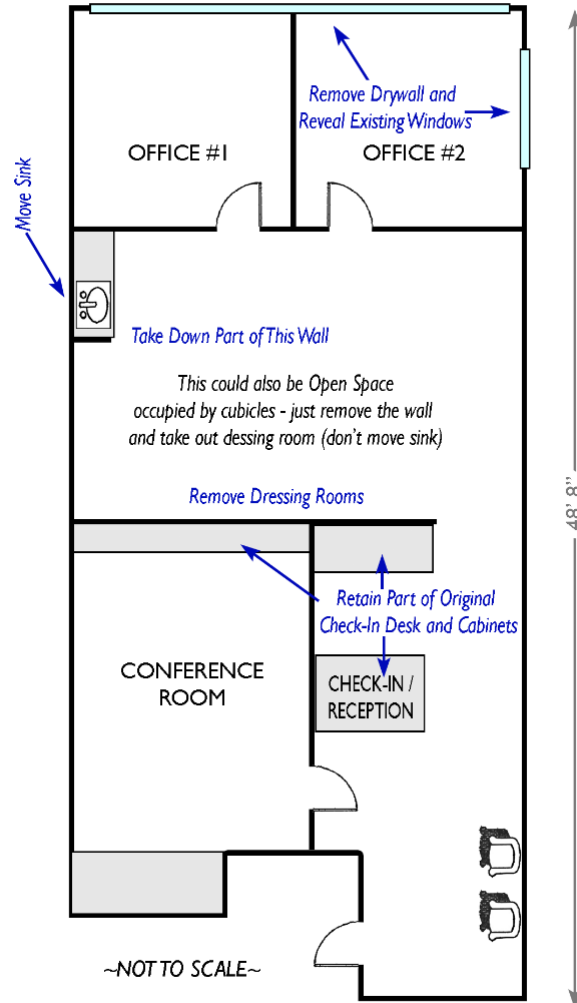 Remove Drywall and
Reveal Existing Windows
OFFICE #1
OFFICE #2
Move Sink
Take Down Part of This Wall
This could also be Open Space
occupied by cubicles - just remove the wall
and take out dessing room (don't move sink)
Remove Dressing Rooms
48' 8"
Retain Part of Original
Check-In Desk and Cabinets
CONFERENCE
ROOM
CHECK-IN /
RECEPTION
~NOT TO SCALE~